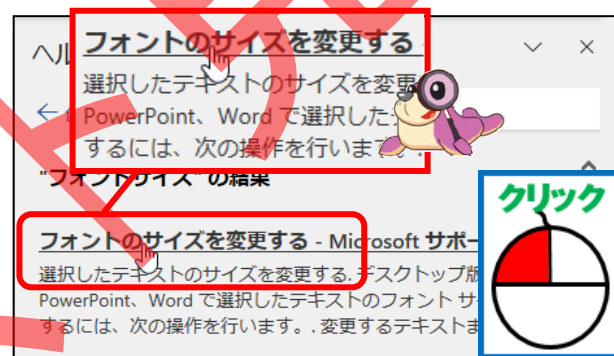 ヘル
フォントのサイズを変更する
選択したテキストのサイズを変更
PowerPoint、Word で選択した
するには、次の操作を行います。
"フォントサイズ" の結果
フォントのサイズを変更する - Microsoft サポー
選択したテキストのサイズを変更する. デスクトップ版
PowerPoint、Word で選択したテキストのフォント サ
するには、次の操作を行います。. 変更するテキストま
クリック